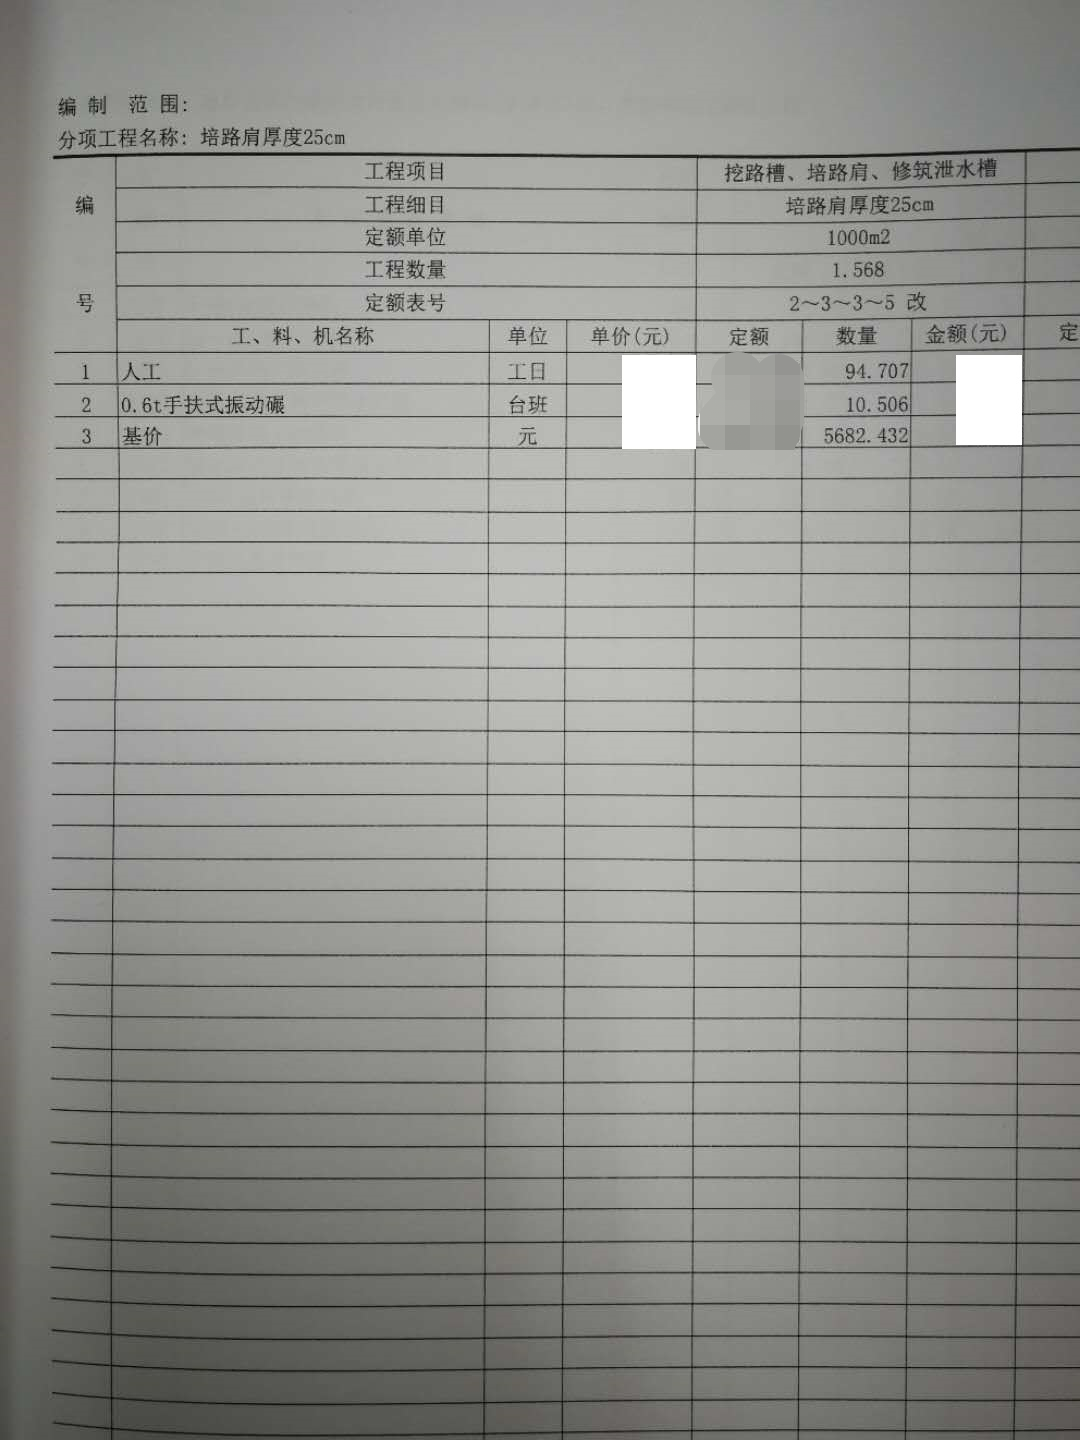 编 制 范 围:
分项工程名称: 培路肩厚度25cm
编号
工程项目 挖路槽、培路肩、修筑泄水槽
工程细目 培路肩厚度25cm
定额单位 1000m2
工程数量 1.568
定额表号 2～3～3～5 改
工、料、机名称 单位 单价(元) 定额 数量 金额(元) 定
1 人工 工日 94.707
2 0.6t手扶式振动碾 台班 10.506
3 基价 元 5682.432